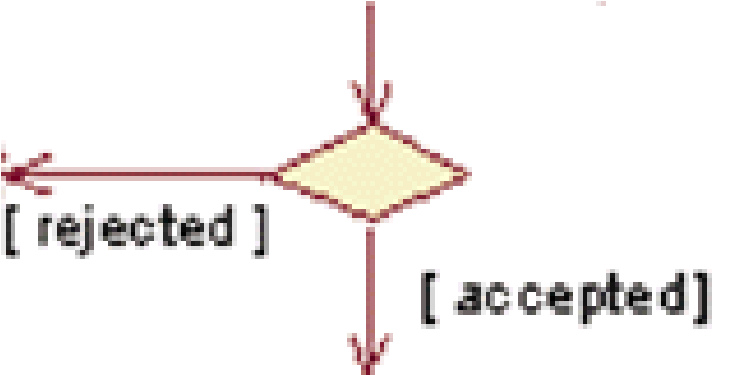 [ rejected ]
[ accepted]